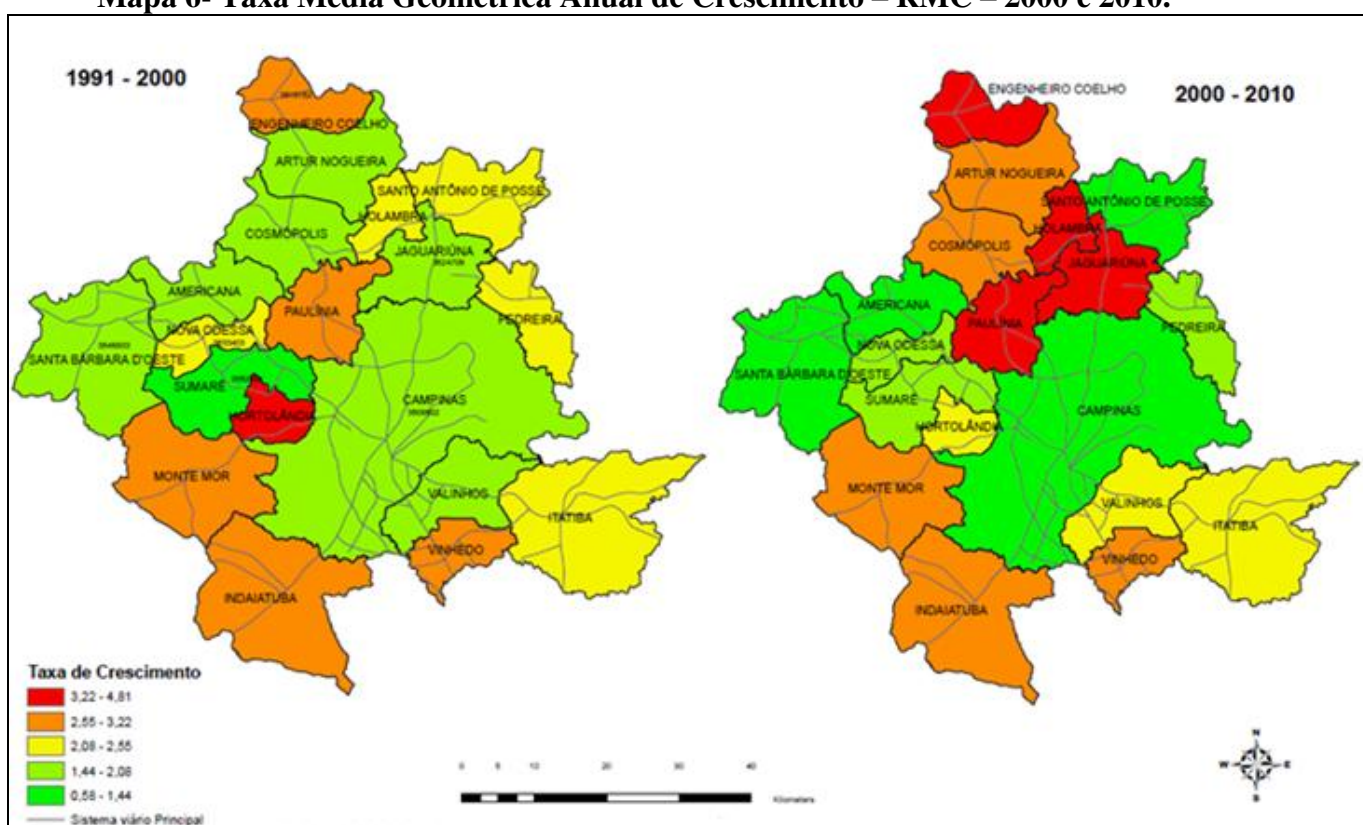 Mapa 6- Taxa Média Geométrica Anual de Crescimento – RMC – 2000 e 2010.
1991 - 2000
ENGENHEIRO COELHO
ARTUR NOGUEIRA
SANTO ANTÔNIO DE POSSE
HOLAMBRA
COSMÓPOLIS
JAGUARIÚNA
AMERICANA
PAULÍNIA
PEDREIRA
NOVA ODESSA
SANTA BÁRBARA D'OESTE
SUMARÉ
HORTOLÂNDIA
CAMPINAS
MONTE MOR
VALINHOS
ITATIBA
VINHEDO
INDAIATUBA
2000 - 2010
ENGENHEIRO COELHO
ARTUR NOGUEIRA
SANTO ANTÔNIO DE POSSE
HOLAMBRA
COSMÓPOLIS
JAGUARIÚNA
AMERICANA
PAULÍNIA
PEDREIRA
NOVA ODESSA
SANTA BÁRBARA D'OESTE
SUMARÉ
CAMPINAS
HORTOLÂNDIA
MONTE MOR
VALINHOS
ITATIBA
VINHEDO
INDAIATUBA
Taxa de Crescimento
3,22 - 4,81
2,55 - 3,22
2,08 - 2,55
1,44 - 2,08
0,58 - 1,44
Sistema viário Principal
0 5 10 20 30 40
Kilometers
N
W E
S